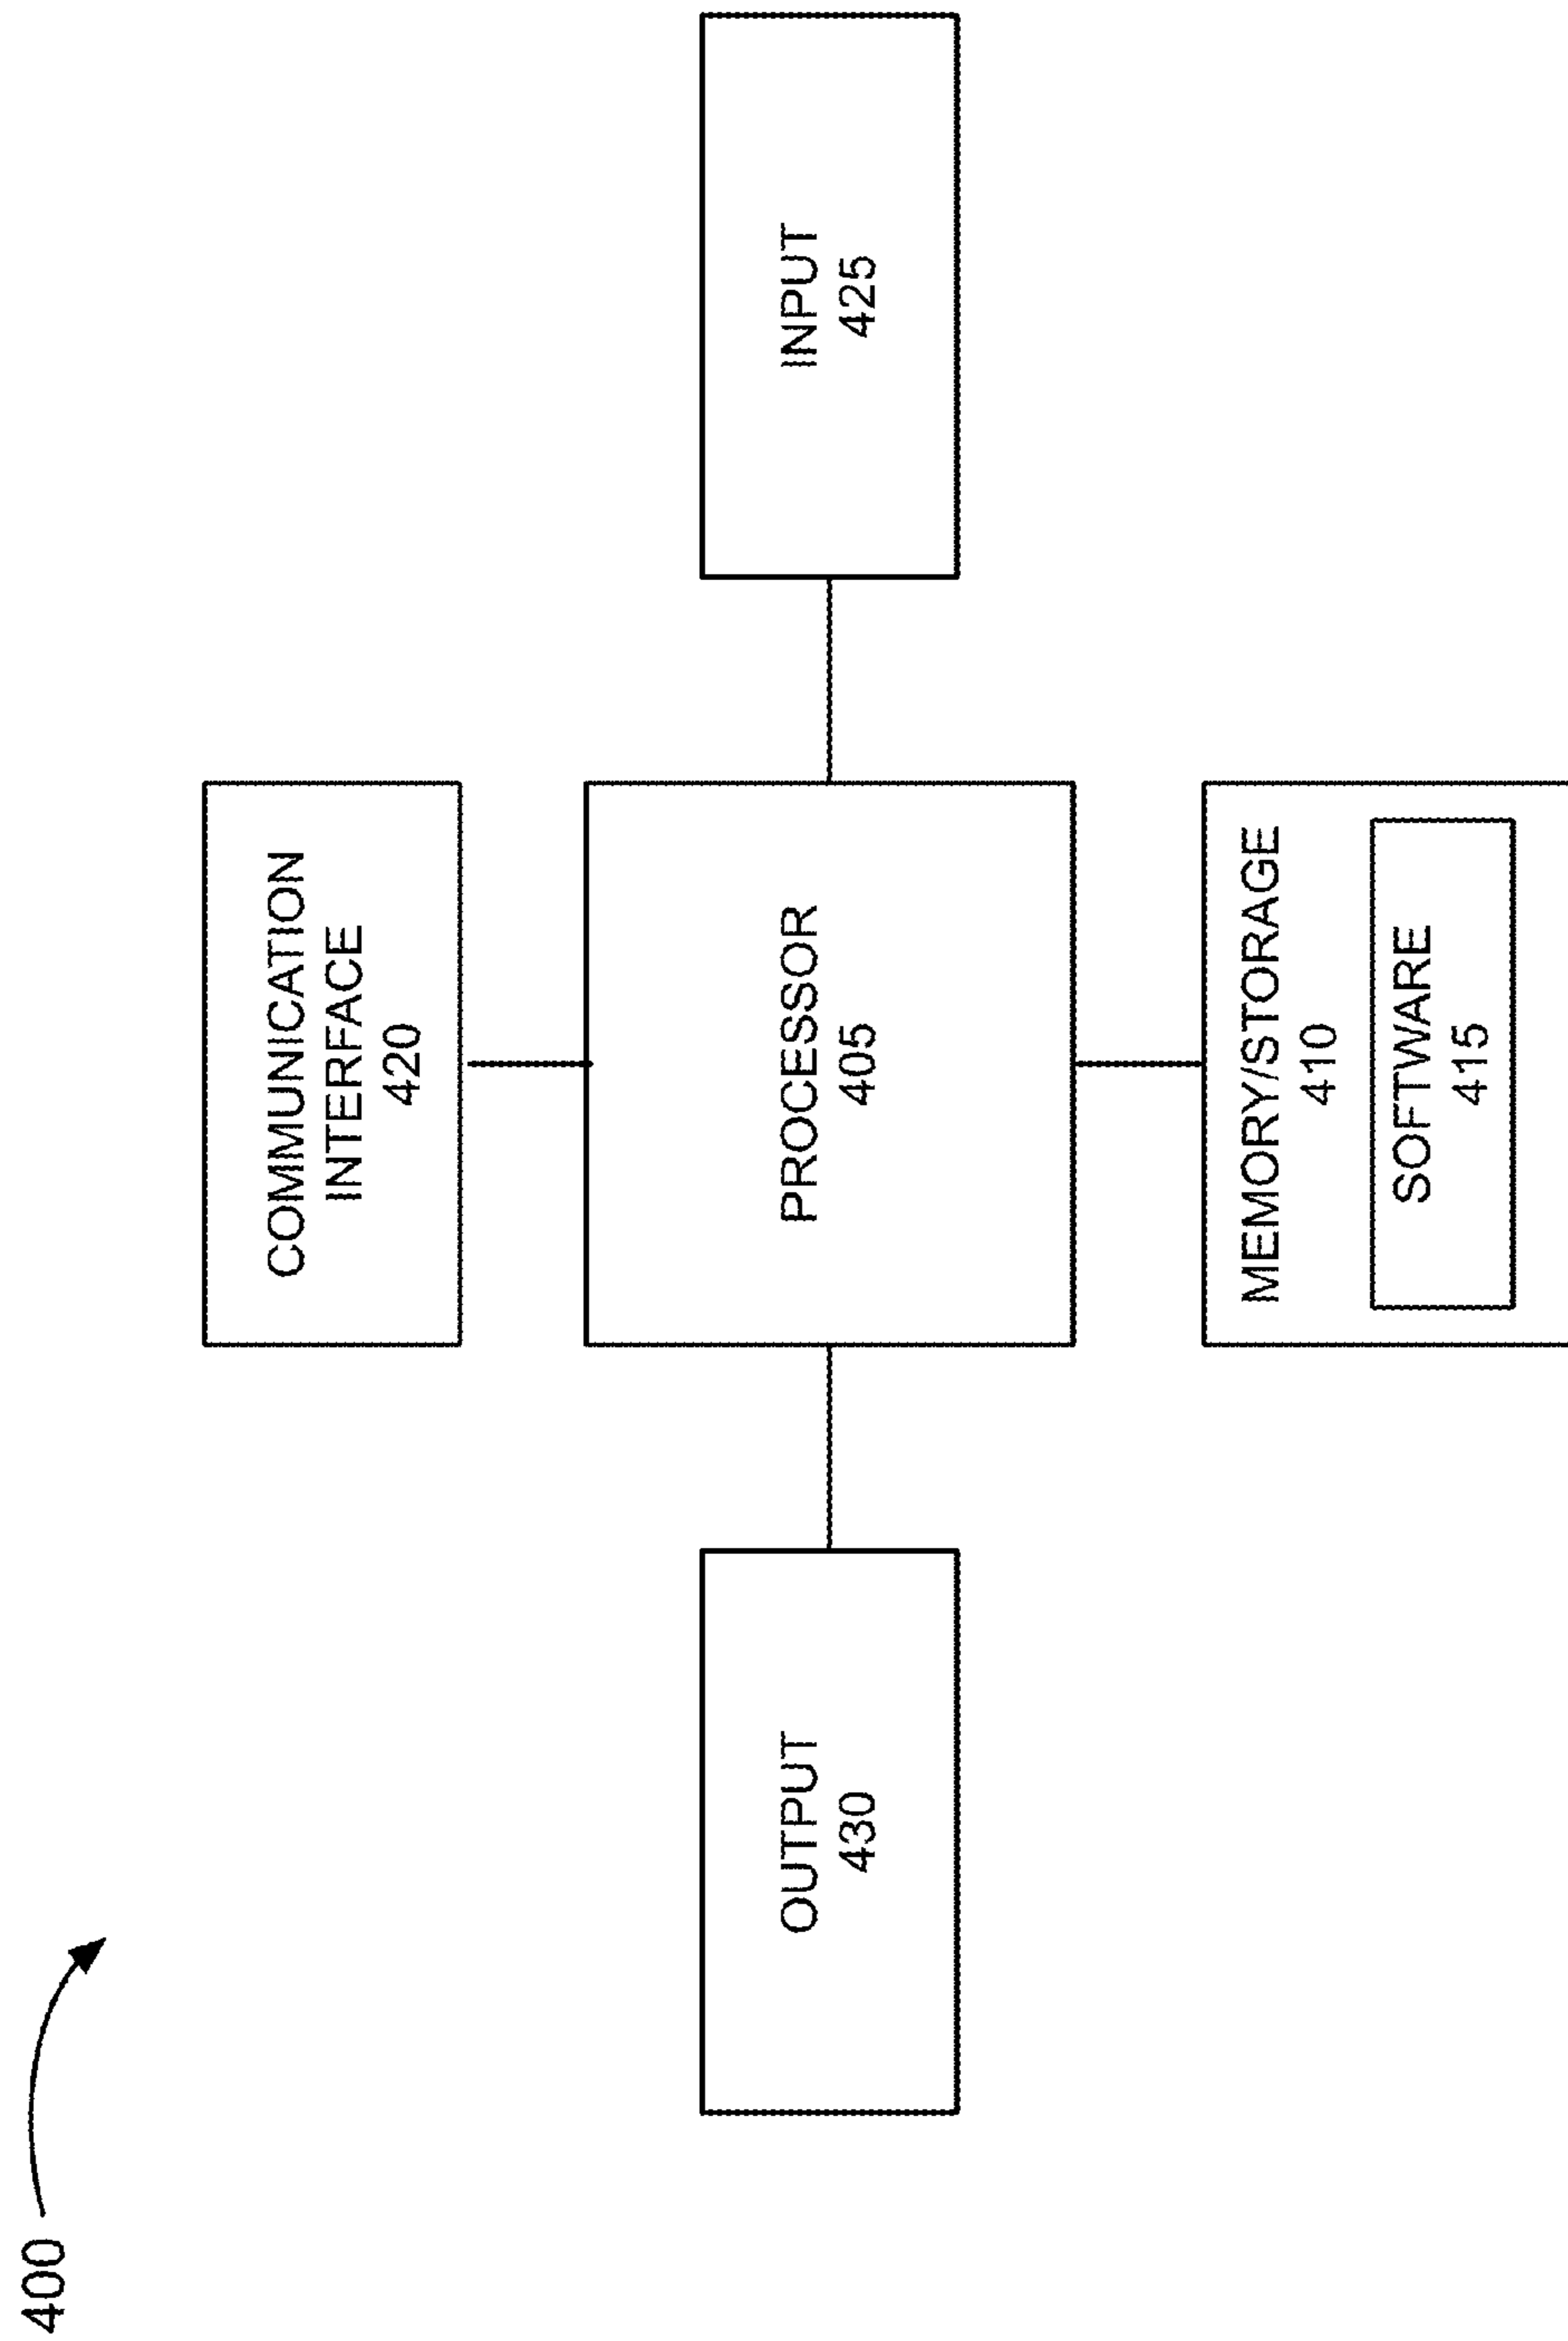 400
COMMUNICATION
INTERFACE
420
OUTPUT
430
PROCESSOR
405
INPUT
425
MEMORY/STORAGE
410
SOFTWARE
415